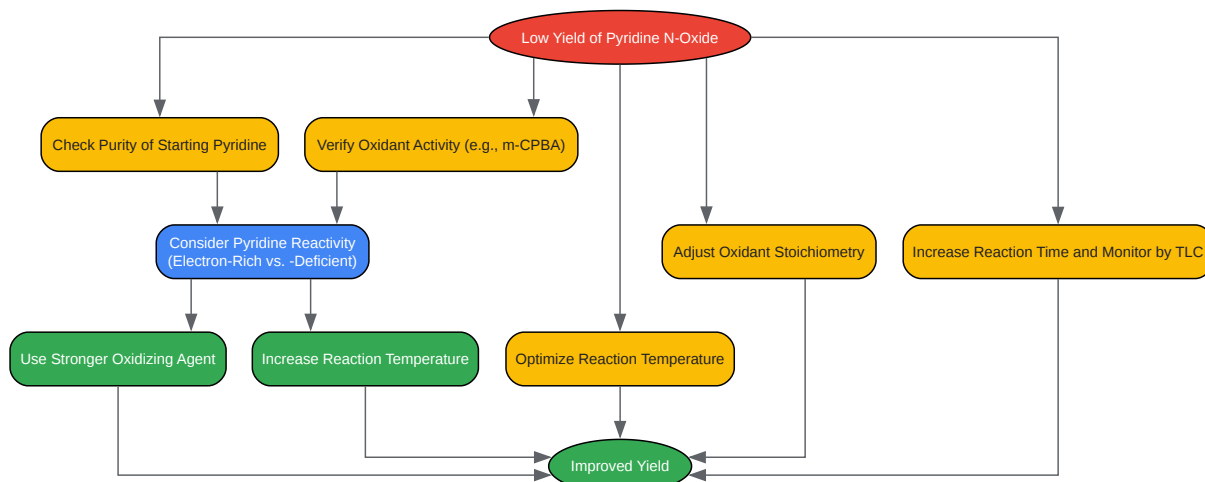 Low Yield of Pyridine N-Oxide
Check Purity of Starting Pyridine
Verify Oxidant Activity (e.g., m-CPBA)
Consider Pyridine Reactivity
(Electron-Rich vs. -Deficient)
Adjust Oxidant Stoichiometry
Increase Reaction Time and Monitor by TLC
Use Stronger Oxidizing Agent
Increase Reaction Temperature
Optimize Reaction Temperature
Improved Yield